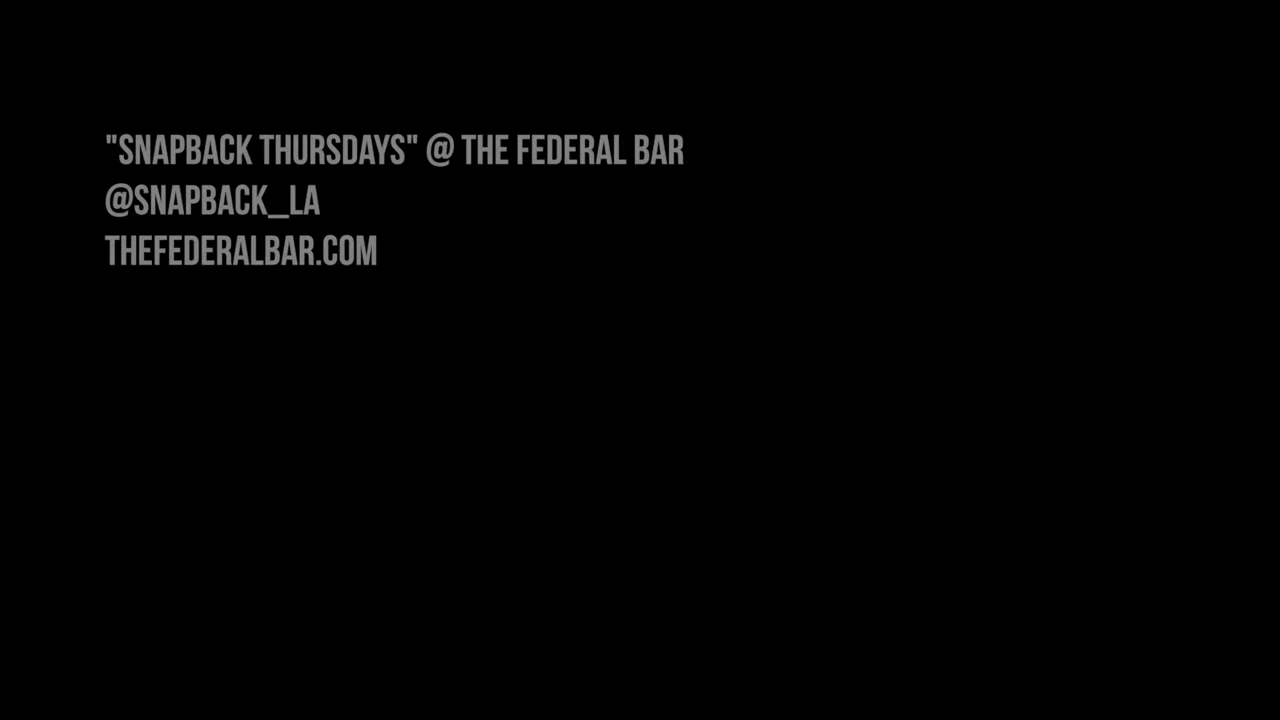 "SNAPBACK THURSDAYS" @ THE FEDERAL BAR
@SNAPBACK_LA
THEFEDERALBAR.COM